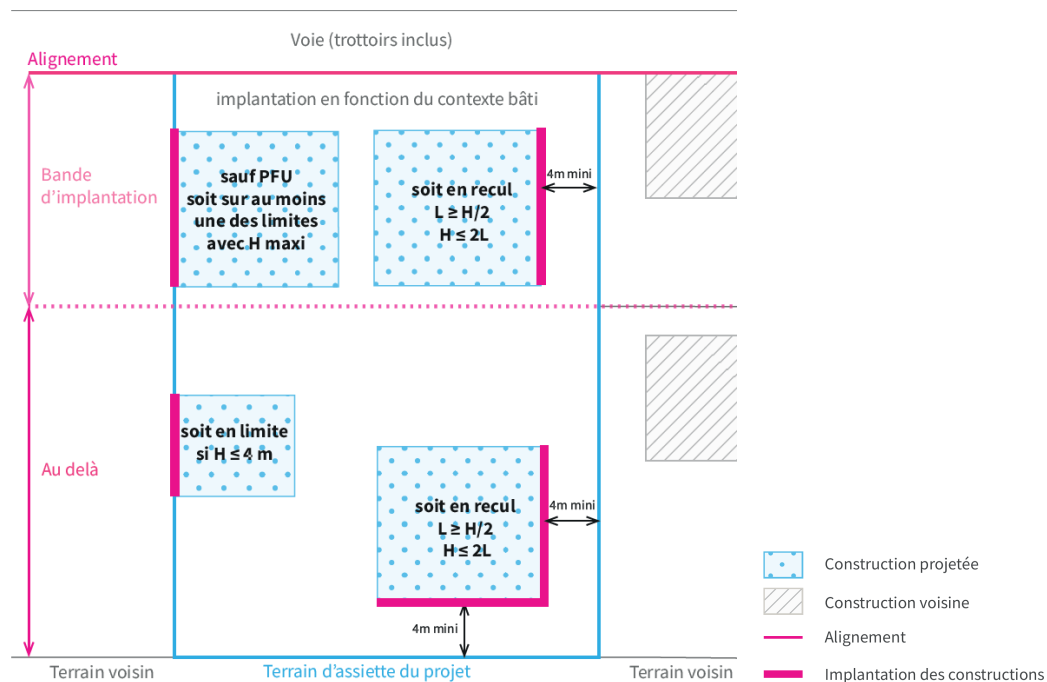 Voie (trottoirs inclus)
Alignement
implantation en fonction du contexte bâti
Bande
d'implantation
sauf PFU
soit sur au moins
une des limites
avec H maxi
soit en recul
L ≥ H/2
H ≤ 2L
4m mini
Au delà
soit en limite
si H ≤ 4 m
soit en recul
L ≥ H/2
H ≤ 2L
4m mini
4m mini
Terrain voisin
Terrain d'assiette du projet
Terrain voisin
Construction projetée
Construction voisine
Alignement
Implantation des constructions